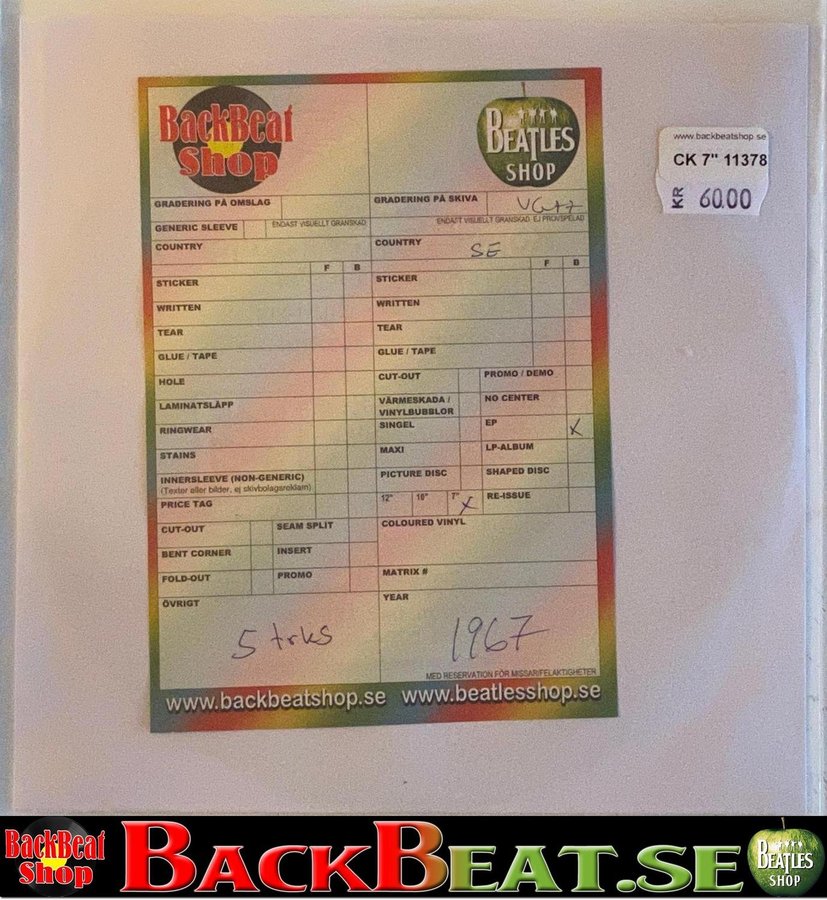 BackBeat
Shop
BEATLES
SHOP
www.backbeatshop.se
CK 7" 11378
KR 60.00
GRADERING PÅ OMSLAG
GRADERING PÅ SKIVA
GENERIC SLEEVE
ENDAST VISUELLT GRANSKAD
ENDAST VISUELLT GRANSKAD EJ PROVSPELAD
COUNTRY
COUNTRY SE
F B
F B
STICKER
STICKER
WRITTEN
WRITTEN
TEAR
TEAR
GLUE / TAPE
GLUE / TAPE
HOLE
CUT-OUT
PROMO / DEMO
LAMINATSLÄPP
VÄRMESKADA /
VINYLBUBBLOR
NO CENTER
RINGWEAR
SINGEL
EP X
STAINS
MAXI
LP-ALBUM
INNERSLEEVE (NON-GENERIC)
(Texter eller bilder, ej skivbolagsreklam)
PICTURE DISC
SHAPED DISC
PRICE TAG
12" 10" 7" X
RE-ISSUE
CUT-OUT
SEAM SPLIT
COLOURED VINYL
BENT CORNER
INSERT
FOLD-OUT
PROMO
MATRIX #
ÖVRIGT
YEAR
5 trks
1967
MED RESERVATION FÖR MISSAR/FELAKTIGHETER
www.backbeatshop.se www.beatlesshop.se
BackBeat
Shop
BACKBEAT.SE
BEATLES
SHOP